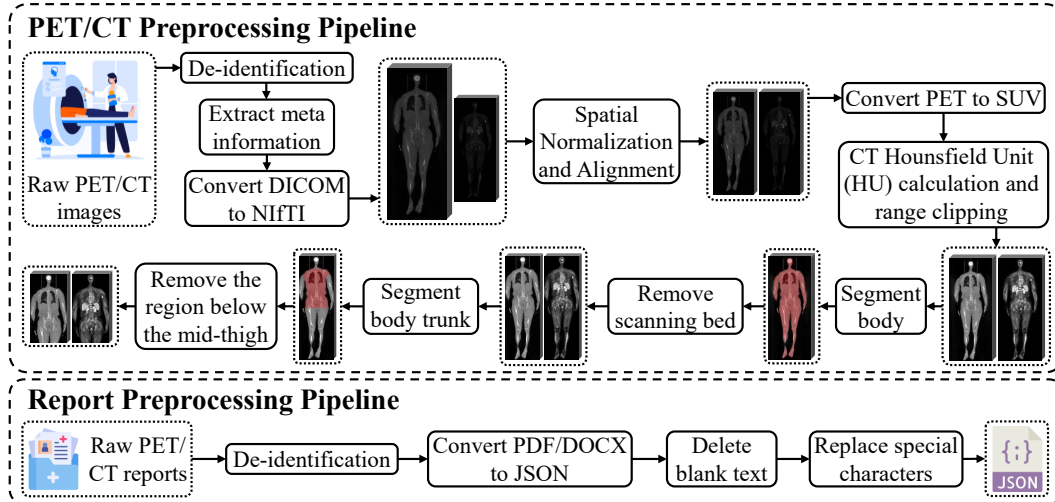 PET/CT Preprocessing Pipeline
Raw PET/CT
images
De-identification
Extract meta
information
Convert DICOM
to NIfTI
Spatial
Normalization
and Alignment
Convert PET to SUV
CT Hounsfield Unit
(HU) calculation and
range clipping
Segment
body
Remove
scanning bed
Segment
body trunk
Remove the
region below
the mid-thigh
Report Preprocessing Pipeline
Raw PET/
CT reports
De-identification
Convert PDF/DOCX
to JSON
Delete
blank text
Replace special
characters
{;}
JSON